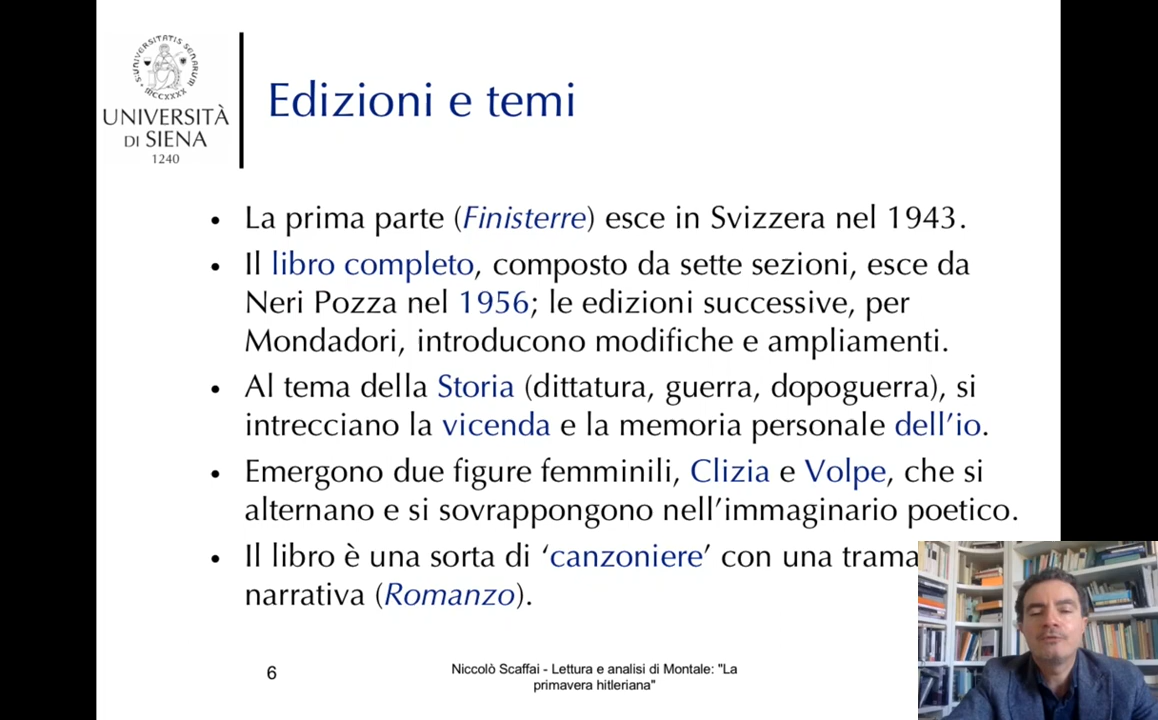 UNIVERSITÀ
DI SIENA
1240
Edizioni e temi
• La prima parte (Finisterre) esce in Svizzera nel 1943.
• Il libro completo, composto da sette sezioni, esce da
Neri Pozza nel 1956; le edizioni successive, per
Mondadori, introducono modifiche e ampliamenti.
• Al tema della Storia (dittatura, guerra, dopoguerra), si
intrecciano la vicenda e la memoria personale dell’io.
• Emergono due figure femminili, Clizia e Volpe, che si
alternano e si sovrappongono nell’immaginario poetico.
• Il libro è una sorta di ‘canzoniere’ con una trama
narrativa (Romanzo).
6
Niccolò Scaffai - Lettura e analisi di Montale: "La
primavera hitleriana"